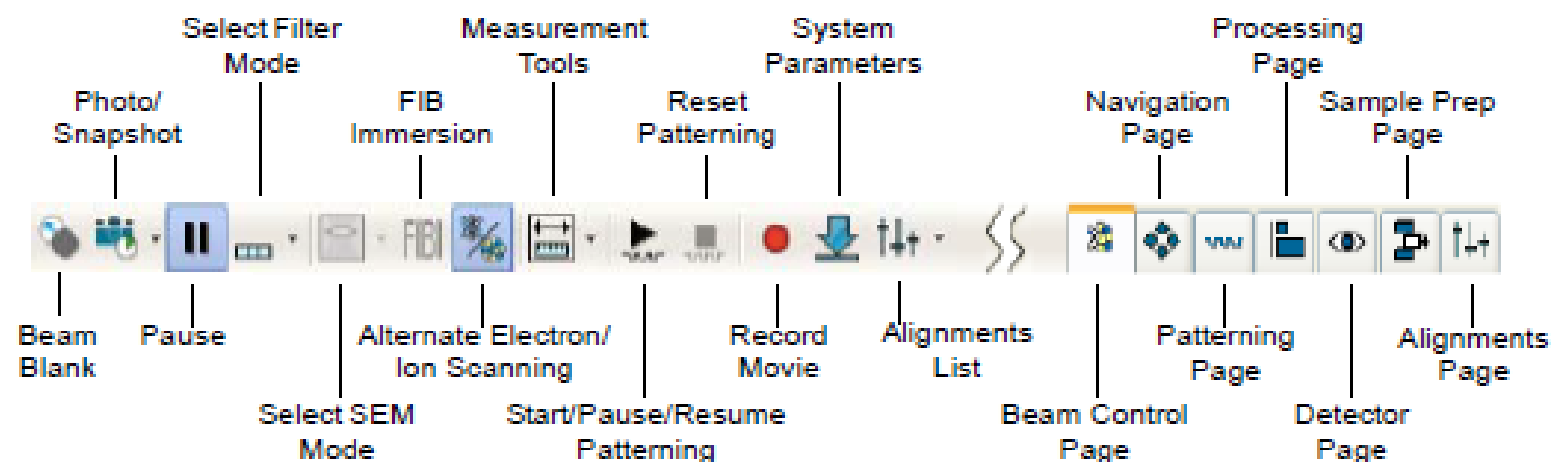 Select Filter
Mode
Measurement
Tools
System
Parameters
Processing
Page
Photo/
Snapshot
FIB
Immersion
Reset
Patterning
Navigation
Page
Sample Prep
Page
FIBI
Beam
Blank
Pause
Alternate Electron/
Ion Scanning
Record
Movie
Alignments
List
Patterning
Page
Alignments
Page
Select SEM
Mode
Start/Pause/Resume
Patterning
Beam Control
Page
Detector
Page